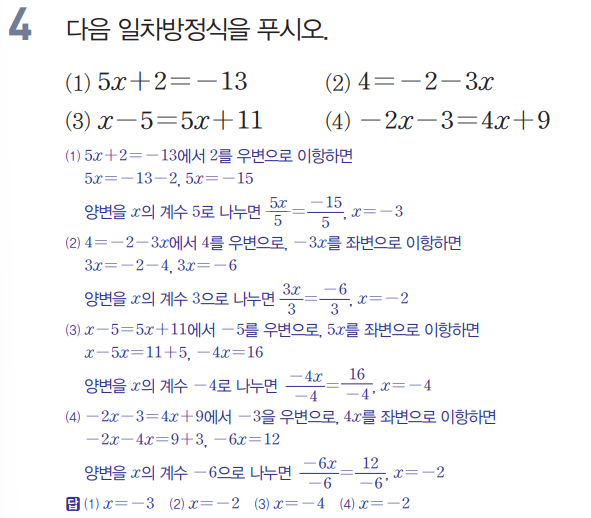 4 다음 일차방정식을 푸시오.
(1) 5x+2=-13 (2) 4=-2-3x
(3) x-5=5x+11 (4) -2x-3=4x+9
(1) 5x+2=-13에서 2를 우변으로 이항하면
5x=-13-2, 5x=-15
양변을 x의 계수 5로 나누면 5x/5=-15/5, x=-3
(2) 4=-2-3x에서 4를 우변으로, -3x를 좌변으로 이항하면
3x=-2-4, 3x=-6
양변을 x의 계수 3으로 나누면 3x/3=-6/3, x=-2
(3) x-5=5x+11에서 -5를 우변으로, 5x를 좌변으로 이항하면
x-5x=11+5, -4x=16
양변을 x의 계수 -4로 나누면 -4x/-4=16/-4, x=-4
(4) -2x-3=4x+9에서 -3을 우변으로, 4x를 좌변으로 이항하면
-2x-4x=9+3, -6x=12
양변을 x의 계수 -6으로 나누면 -6x/-6=12/-6, x=-2
답 (1) x=-3 (2) x=-2 (3) x=-4 (4) x=-2